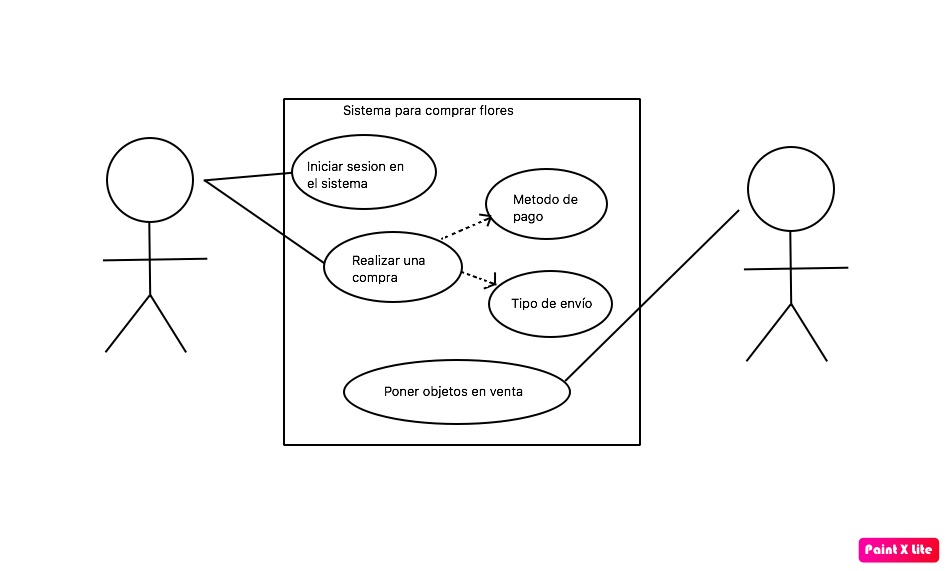 Sistema para comprar flores
Iniciar sesion en
el sistema
Metodo de
pago
Realizar una
compra
Tipo de envío
Poner objetos en venta
Paint X Lite